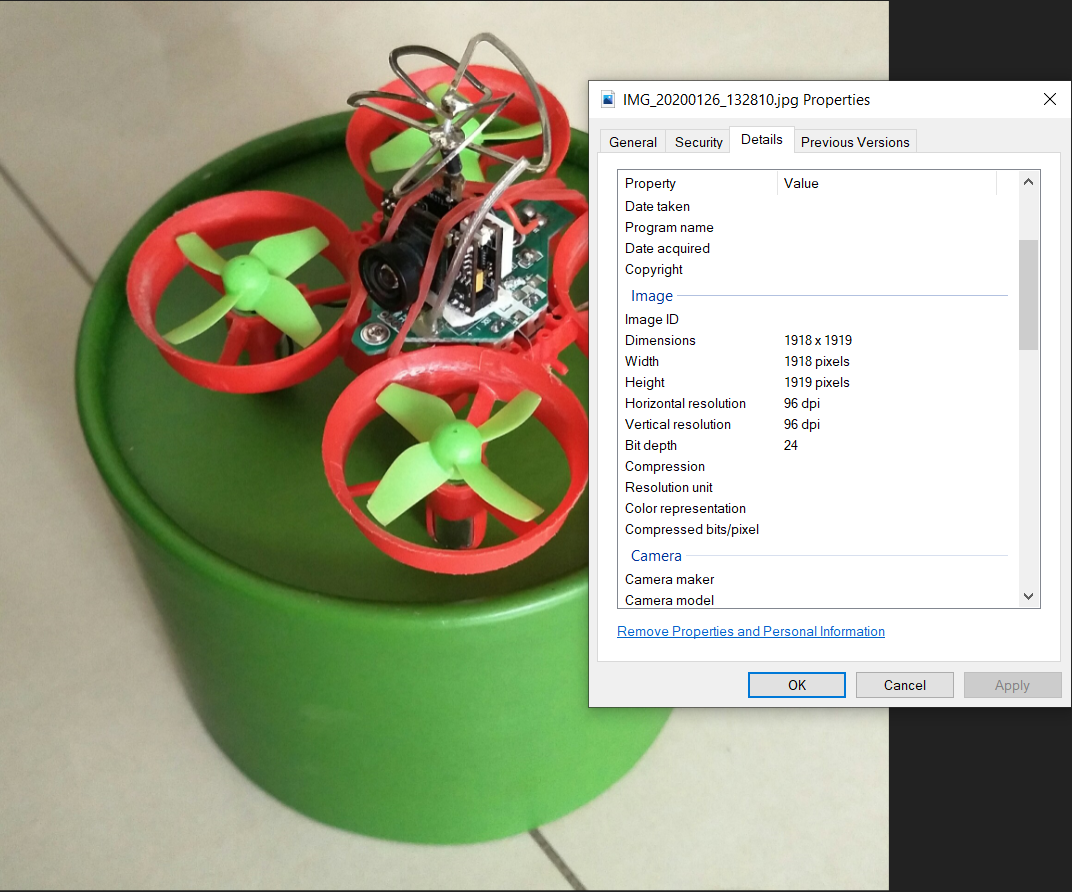 IMG_20200126_132810.jpg Properties
General Security Details Previous Versions
Property Value
Date taken
Program name
Date acquired
Copyright
Image
Image ID
Dimensions 1918 x 1919
Width 1918 pixels
Height 1919 pixels
Horizontal resolution 96 dpi
Vertical resolution 96 dpi
Bit depth 24
Compression
Resolution unit
Color representation
Compressed bits/pixel
Camera
Camera maker
Camera model
Remove Properties and Personal Information
OK Cancel Apply